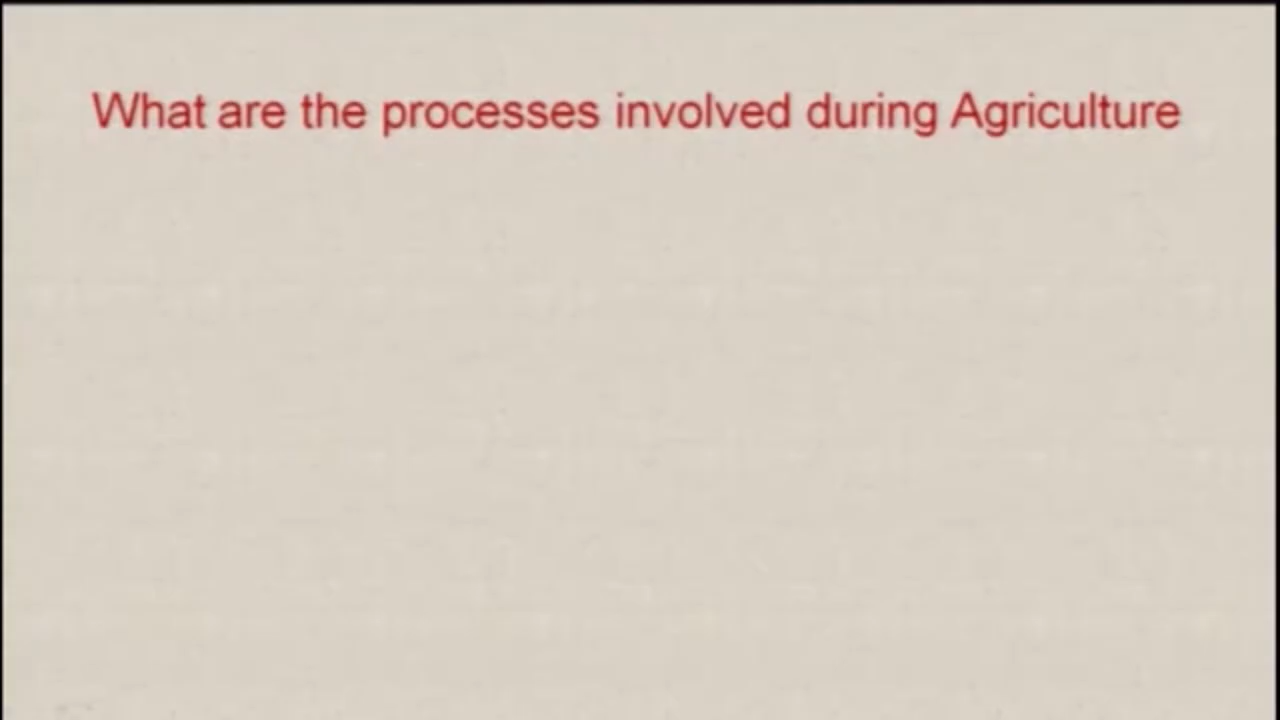 What are the processes involved during Agriculture